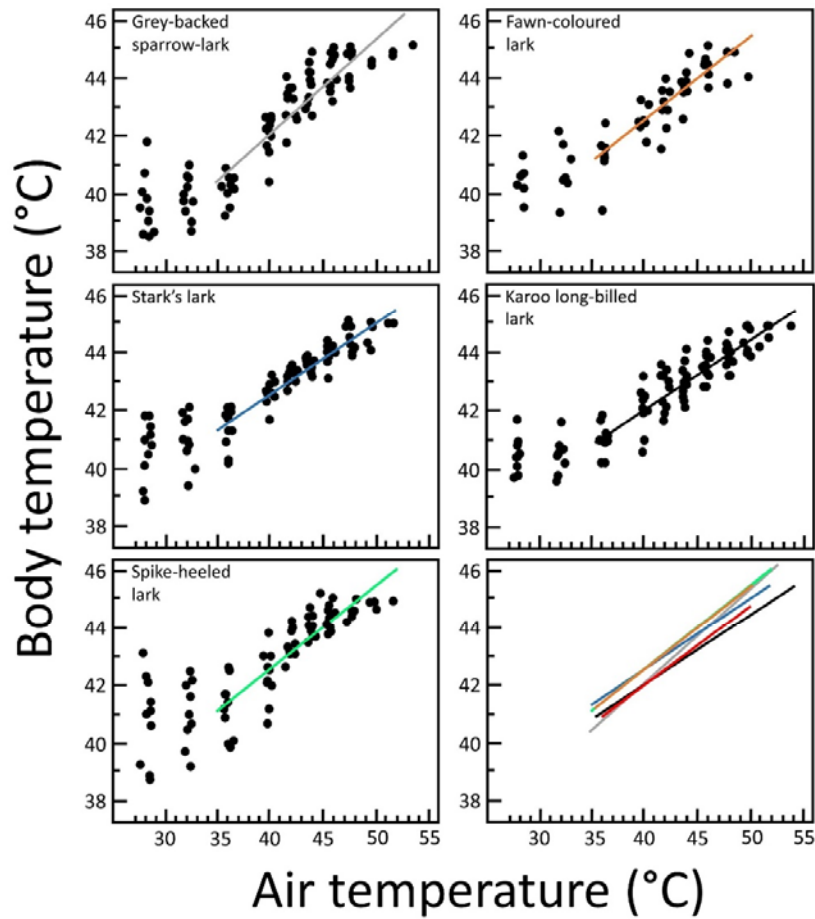 Body temperature (°C)
46
44
42
40
38
Grey-backed
sparrow-lark
46
44
42
40
38
Fawn-coloured
lark
46
44
42
40
38
Stark's lark
46
44
42
40
38
Karoo long-billed
lark
46
44
42
40
38
Spike-heeled
lark
30 35 40 45 50 55
46
44
42
40
38
30 35 40 45 50 55
Air temperature (°C)